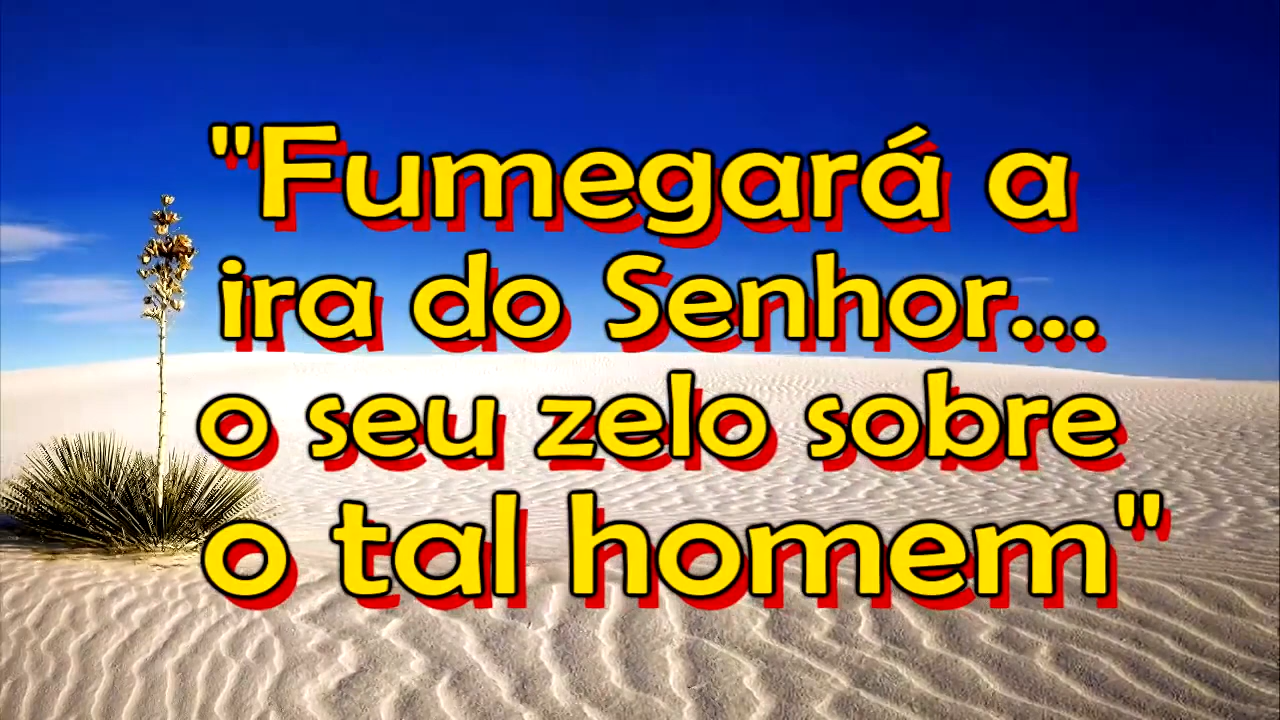 "Fumegará a
ira do Senhor...
o seu zelo sobre
o tal homem"